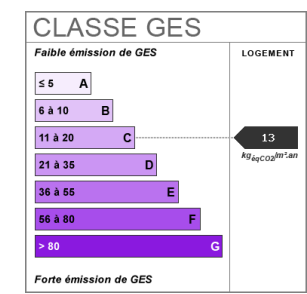 CLASSE GES
Faible émission de GES
LOGEMENT
≤ 5 A
6 à 10 B
11 à 20 C
13
kgéqCO2/m².an
21 à 35 D
36 à 55 E
56 à 80 F
> 80 G
Forte émission de GES